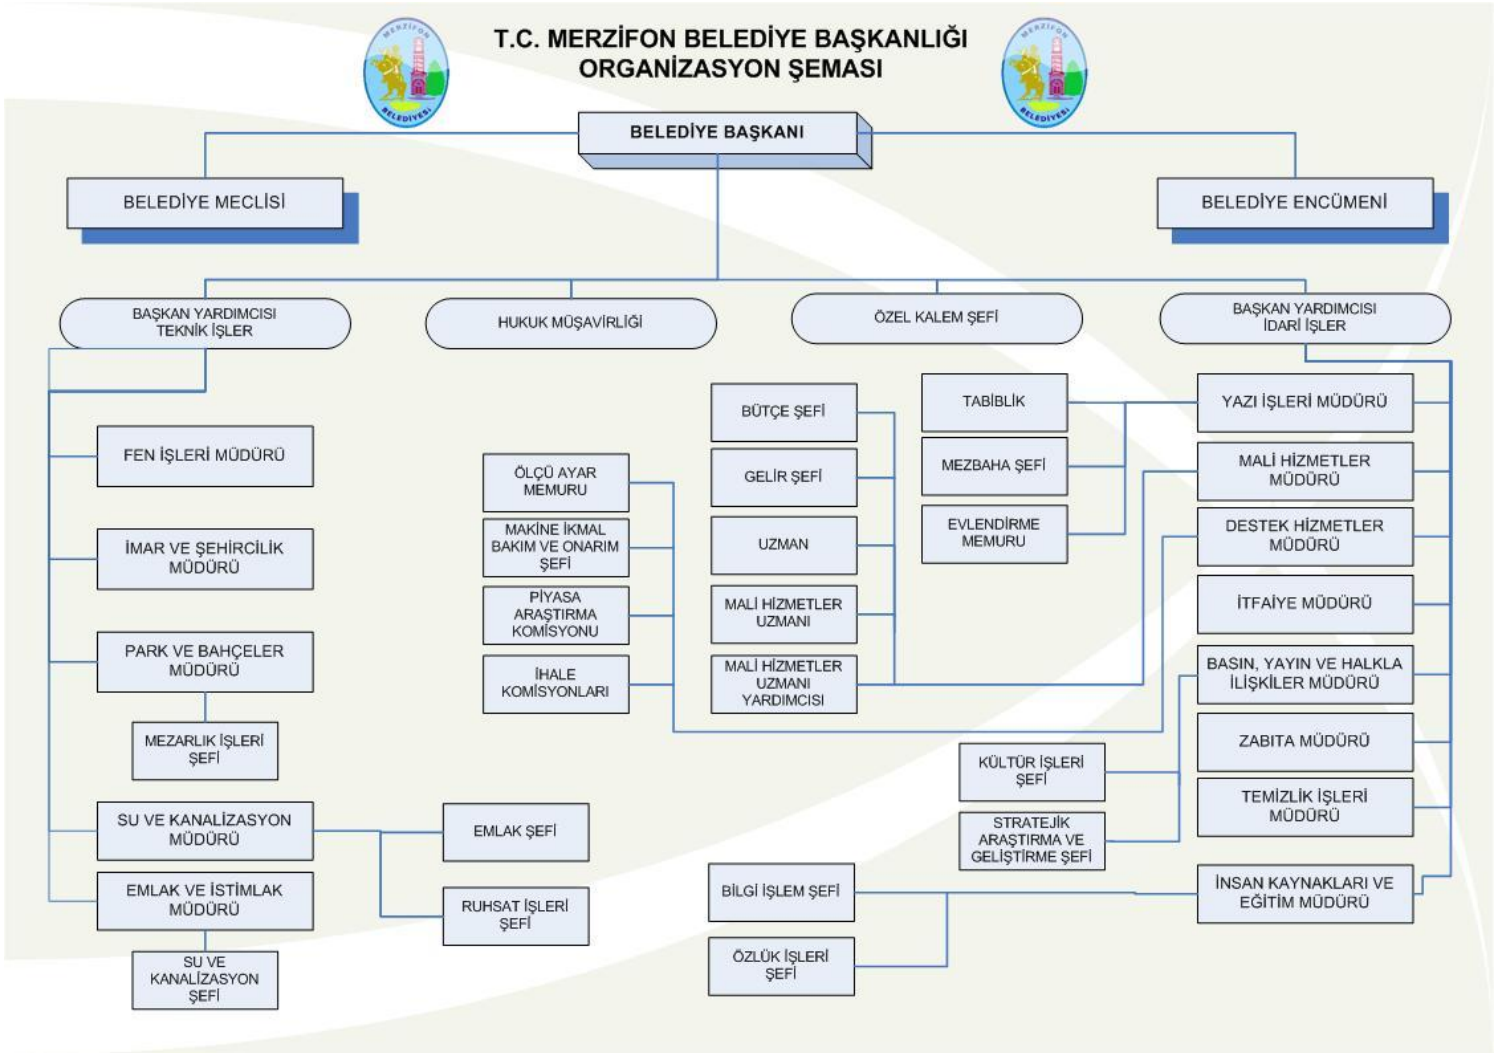 T.C. MERZİFON BELEDİYE BAŞKANLIĞI
ORGANİZASYON ŞEMASI
MERZİFON
BELEDİYESİ
MERZİFON
BELEDİYESİ
BELEDİYE BAŞKANI
BELEDİYE MECLİSİ
BELEDİYE ENCÜMENİ
BAŞKAN YARDIMCISI
TEKNİK İŞLER
HUKUK MÜŞAVİRLİĞİ
ÖZEL KALEM ŞEFİ
BAŞKAN YARDIMCISI
İDARİ İŞLER
FEN İŞLERİ MÜDÜRÜ
İMAR VE ŞEHİRCİLİK
MÜDÜRÜ
PARK VE BAHÇELER
MÜDÜRÜ
MEZARLIK İŞLERİ
ŞEFİ
SU VE KANALİZASYON
MÜDÜRÜ
EMLAK VE İSTİMLAK
MÜDÜRÜ
SU VE
KANALİZASYON
ŞEFİ
EMLAK ŞEFİ
RUHSAT İŞLERİ
ŞEFİ
ÖLÇÜ AYAR
MEMURU
MAKİNE İKMAL
BAKIM VE ONARIM
ŞEFİ
PİYASA
ARAŞTIRMA
KOMİSYONU
İHALE
KOMİSYONLARI
BÜTÇE ŞEFİ
GELİR ŞEFİ
UZMAN
MALİ HİZMETLER
UZMANI
MALİ HİZMETLER
UZMANI
YARDIMCISI
TABİBLİK
MEZBAHA ŞEFİ
EVLENDİRME
MEMURU
YAZI İŞLERİ MÜDÜRÜ
MALİ HİZMETLER
MÜDÜRÜ
DESTEK HİZMETLER
MÜDÜRÜ
İTFAİYE MÜDÜRÜ
BASIN, YAYIN VE HALKLA
İLİŞKİLER MÜDÜRÜ
ZABITA MÜDÜRÜ
TEMİZLİK İŞLERİ
MÜDÜRÜ
İNSAN KAYNAKLARI VE
EĞİTİM MÜDÜRÜ
KÜLTÜR İŞLERİ
ŞEFİ
STRATEJİK
ARAŞTIRMA VE
GELİŞTİRME ŞEFİ
BİLGİ İŞLEM ŞEFİ
ÖZLÜK İŞLERİ
ŞEFİ